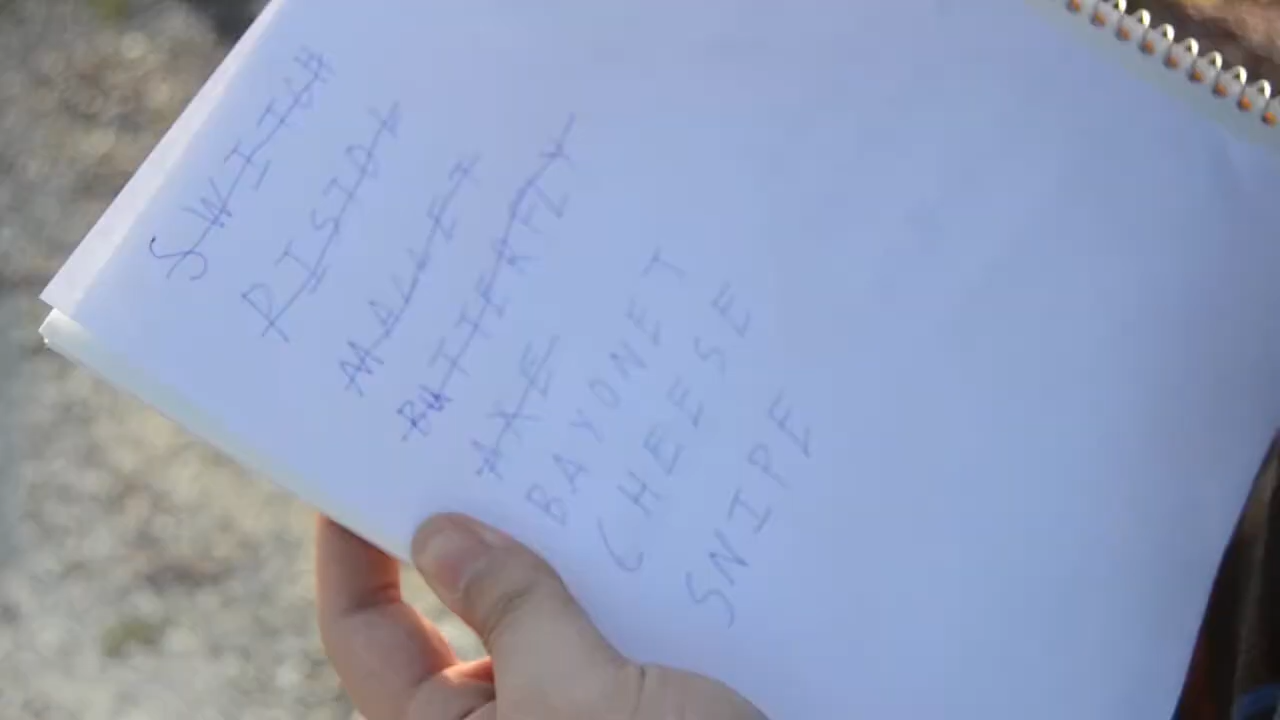 SWITCH
PISTOL
MALLET
BUTTERFLY
AXE
BAYONET
CHEESE
SNIPE